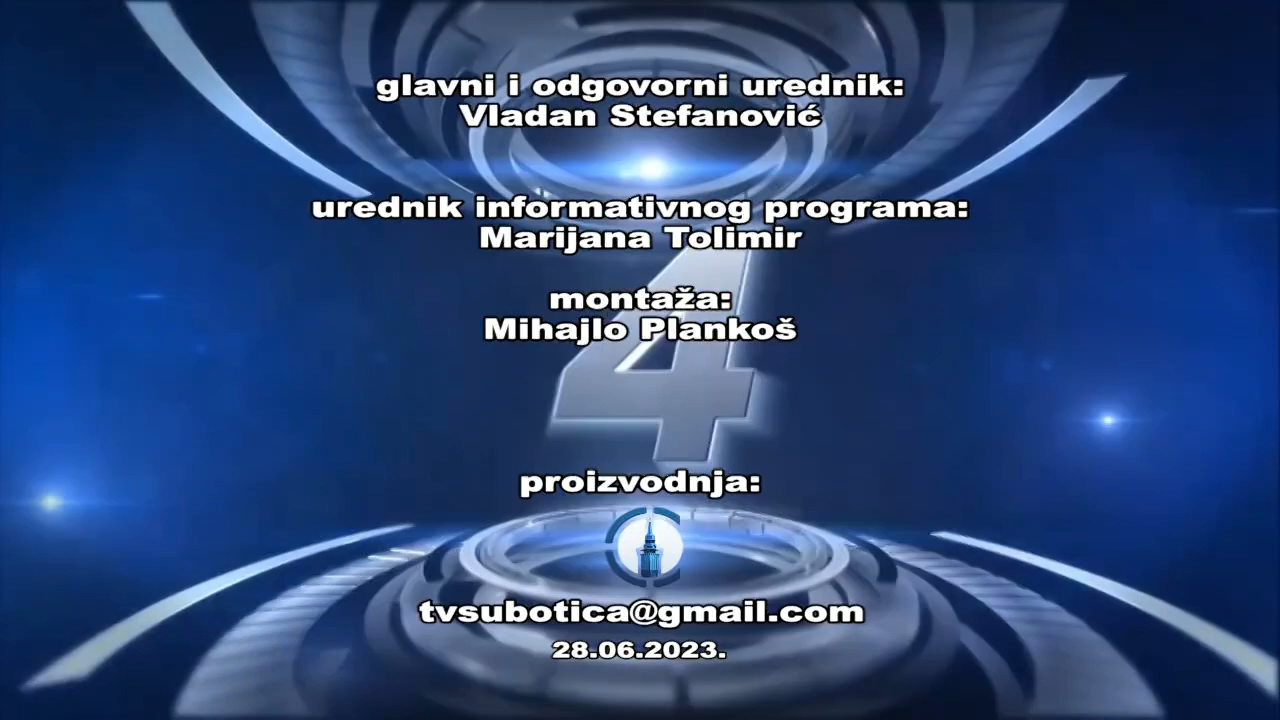 glavni i odgovorni urednik:
Vladan Stefanović
urednik informativnog programa:
Marijana Tolimir
montaža:
Mihajlo Plankoš
4
proizvodnja:
tvsubotica@gmail.com
28.06.2023.